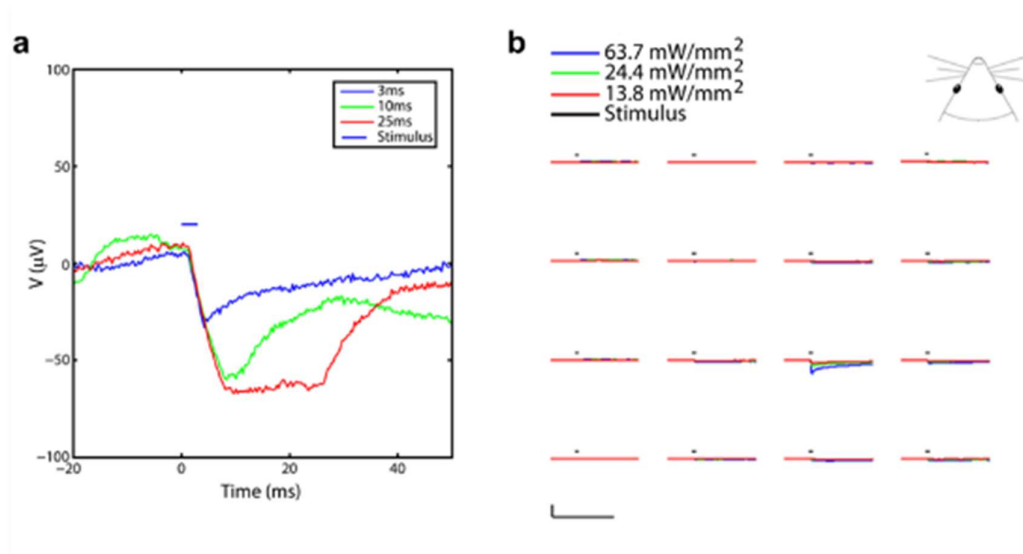 a
100
50
0
−50
−100
V (μV)
−20
0
20
40
Time (ms)
3ms
10ms
25ms
Stimulus
b
63.7 mW/mm²
24.4 mW/mm²
13.8 mW/mm²
Stimulus